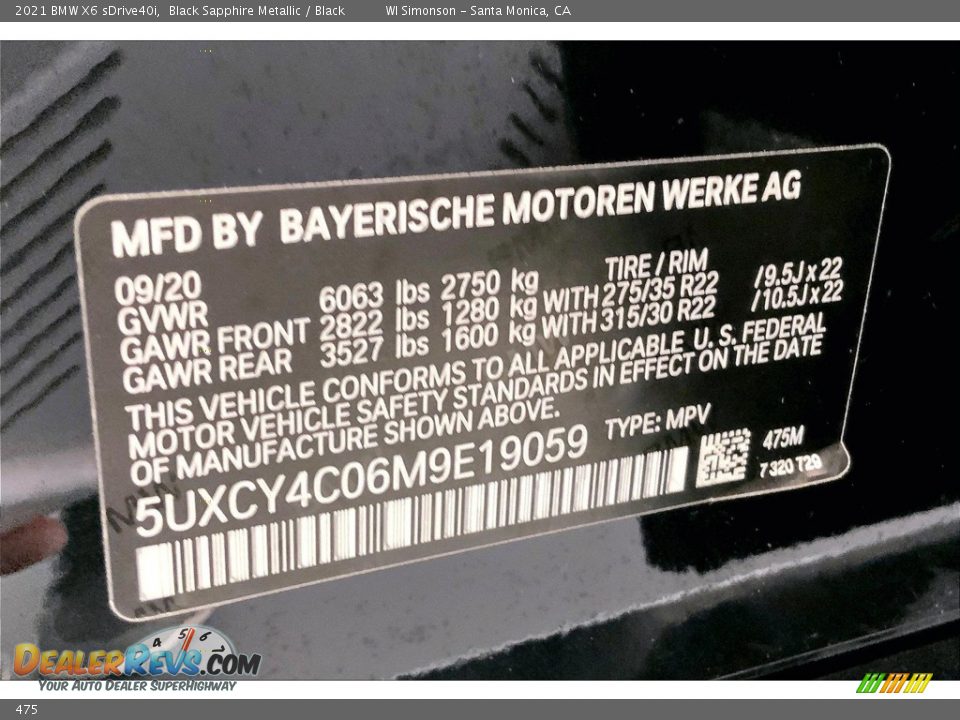 2021 BMW X6 sDrive40i, Black Sapphire Metallic / Black WI Simonson - Santa Monica, CA
MFD BY BAYERISCHE MOTOREN WERKE AG
09/20 TIRE / RIM
GVWR 6063 lbs 2750 kg
GAWR FRONT 2822 lbs 1280 kg WITH 275/35 R22 /9.5J x 22
GAWR REAR 3527 lbs 1600 kg WITH 315/30 R22 /10.5J x 22
THIS VEHICLE CONFORMS TO ALL APPLICABLE U. S. FEDERAL
MOTOR VEHICLE SAFETY STANDARDS IN EFFECT ON THE DATE
OF MANUFACTURE SHOWN ABOVE.
5UXCY4C06M9E19059 TYPE: MPV
475M
7 320 T29
4 5 6
DEALERREVS.COM
YOUR AUTO DEALER SUPERHIGHWAY
475